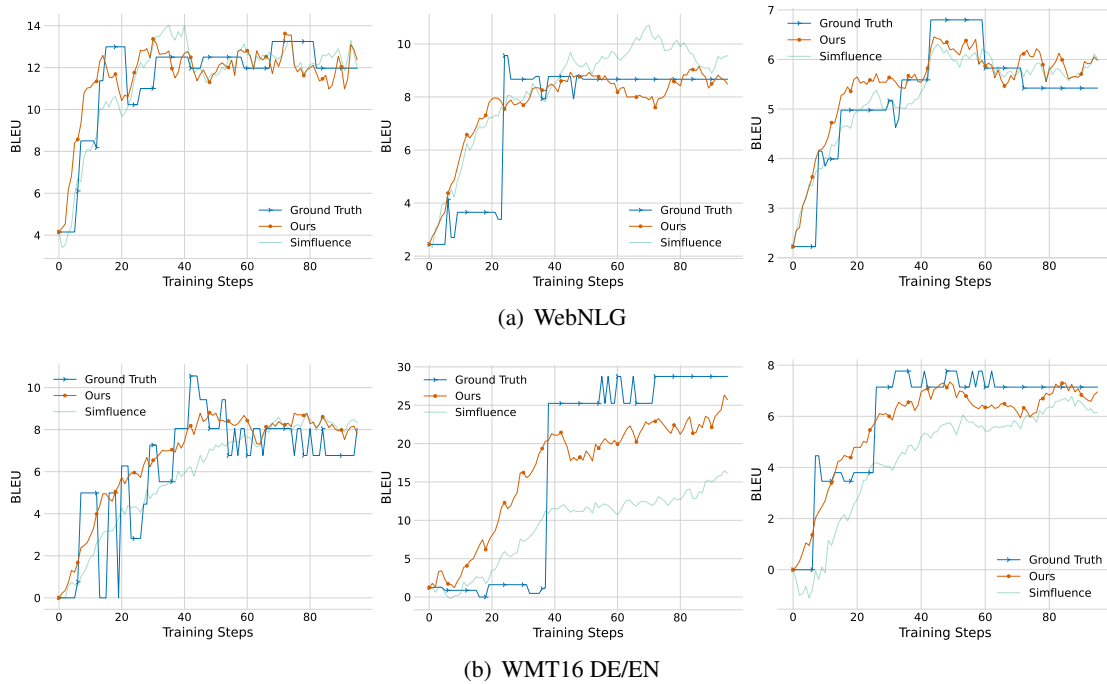 14
12
10
8
6
4
BLEU
0 20 40 60 80
Training Steps
Ground Truth
Ours
Simfluence
10
8
6
4
2
BLEU
0 20 40 60 80
Training Steps
Ground Truth
Ours
Simfluence
7
6
5
4
3
2
BLEU
0 20 40 60 80
Training Steps
Ground Truth
Ours
Simfluence
(a) WebNLG
10
8
6
4
2
0
BLEU
0 20 40 60 80
Training Steps
Ground Truth
Ours
Simfluence
30
25
20
15
10
5
0
BLEU
0 20 40 60 80
Training Steps
Ground Truth
Ours
Simfluence
8
6
4
2
0
BLEU
0 20 40 60 80
Training Steps
Ground Truth
Ours
Simfluence
(b) WMT16 DE/EN